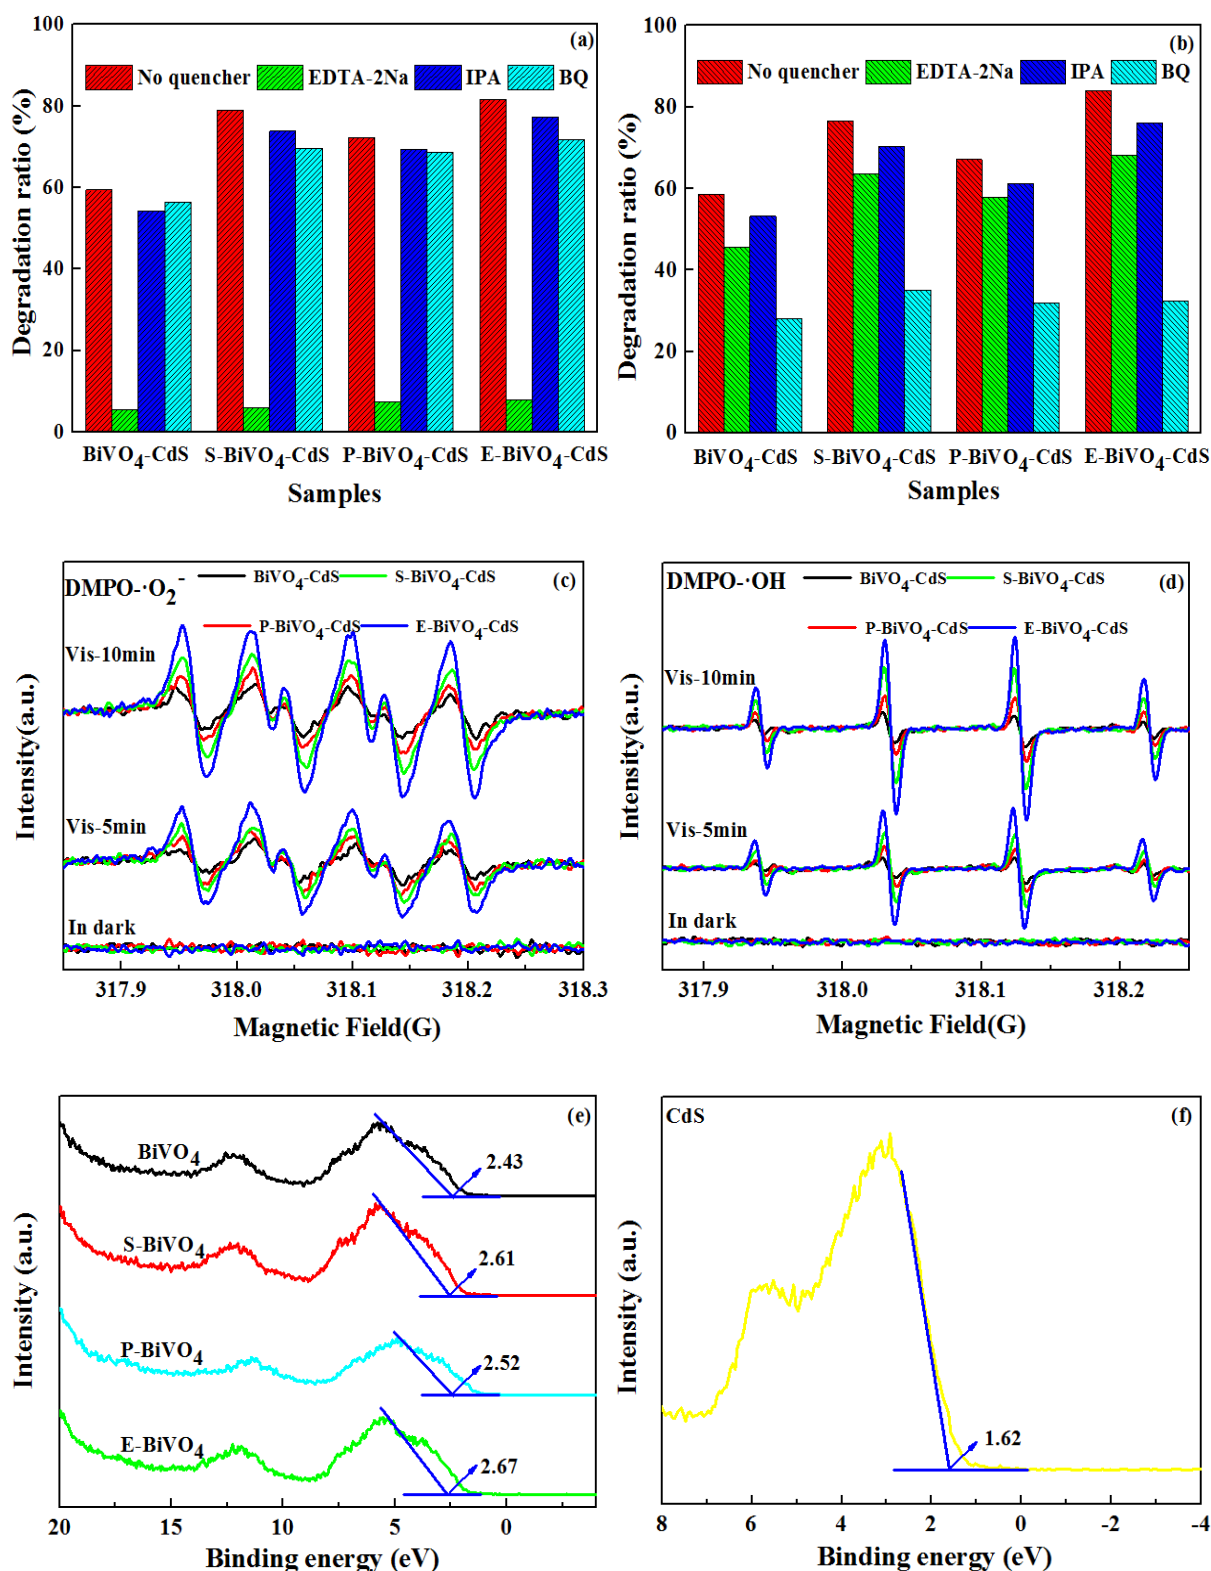 (a)
No quencher EDTA-2Na IPA BQ
100
80
60
40
20
0
Degradation ratio (%)
BiVO4-CdS S-BiVO4-CdS P-BiVO4-CdS E-BiVO4-CdS
Samples
(b)
No quencher EDTA-2Na IPA BQ
100
80
60
40
20
0
Degradation ratio (%)
BiVO4-CdS S-BiVO4-CdS P-BiVO4-CdS E-BiVO4-CdS
Samples
DMPO-·O2- BiVO4-CdS S-BiVO4-CdS (c)
P-BiVO4-CdS E-BiVO4-CdS
Vis-10min
Vis-5min
In dark
Intensity(a.u.)
317.9 318.0 318.1 318.2 318.3
Magnetic Field(G)
DMPO-·OH BiVO4-CdS S-BiVO4-CdS (d)
P-BiVO4-CdS E-BiVO4-CdS
Vis-10min
Vis-5min
In dark
Intensity(a.u.)
317.9 318.0 318.1 318.2
Magnetic Field(G)
(e)
BiVO4 2.43
S-BiVO4 2.61
P-BiVO4 2.52
E-BiVO4 2.67
Intensity (a.u.)
20 15 10 5 0
Binding energy (eV)
CdS (f)
1.62
Intensity (a.u.)
8 6 4 2 0 -2 -4
Binding energy (eV)